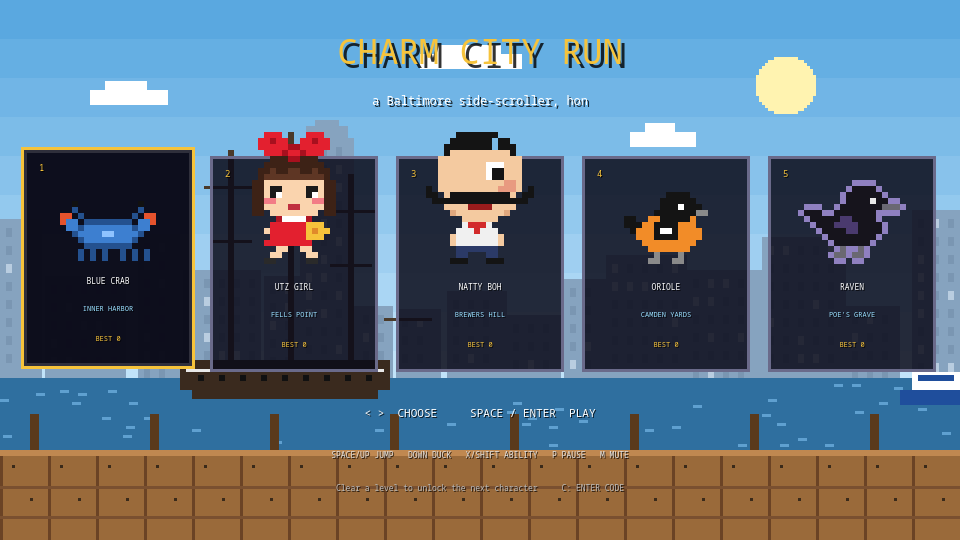 CHARM CITY RUN
a Baltimore side-scroller, hon
1
BLUE CRAB
INNER HARBOR
BEST 0
2
UTZ GIRL
FELLS POINT
BEST 0
3
NATTY BOH
BREWERS HILL
BEST 0
4
ORIOLE
CAMDEN YARDS
BEST 0
5
RAVEN
POE'S GRAVE
BEST 0
< > CHOOSE SPACE / ENTER PLAY
SPACE/UP JUMP DOWN DUCK X/SHIFT ABILITY P PAUSE M MUTE
Clear a level to unlock the next character C: ENTER CODE